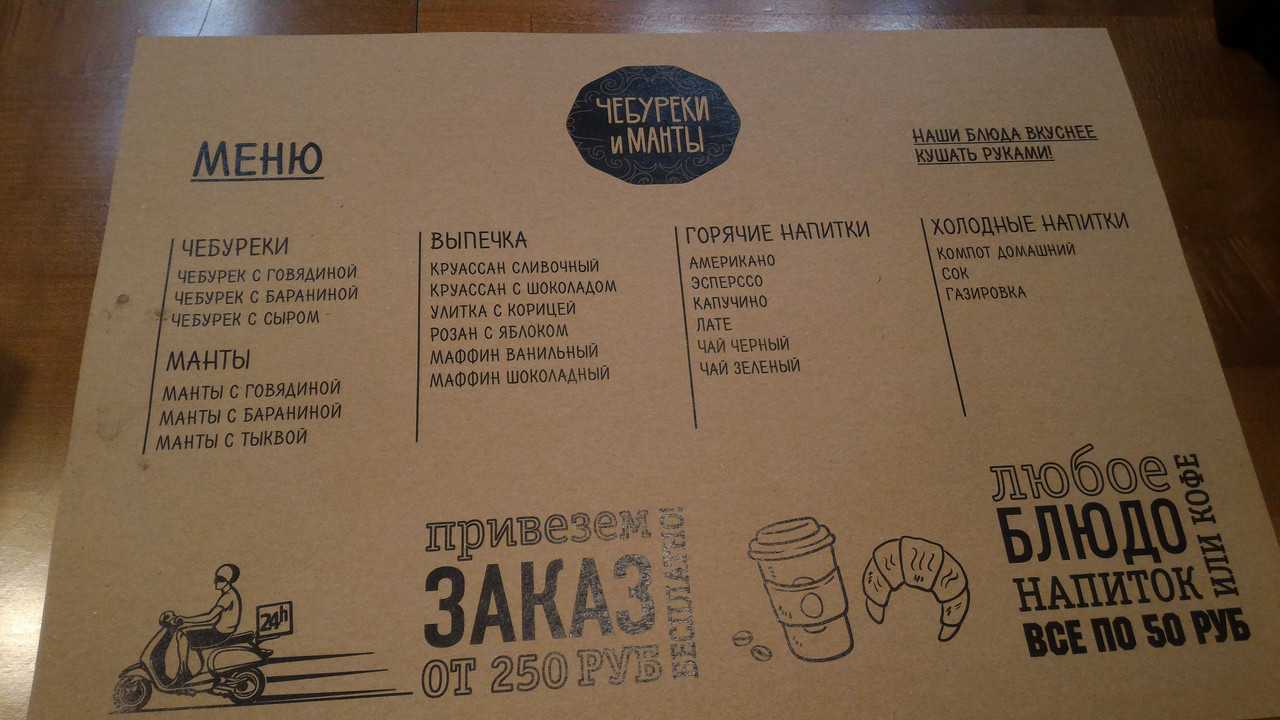 ЧЕБУРЕКИ
и МАНТЫ
МЕНЮ
НАШИ БЛЮДА ВКУСНЕЕ
КУШАТЬ РУКАМИ!
ЧЕБУРЕКИ
ЧЕБУРЕК С ГОВЯДИНОЙ
ЧЕБУРЕК С БАРАНИНОЙ
ЧЕБУРЕК С СЫРОМ
МАНТЫ
МАНТЫ С ГОВЯДИНОЙ
МАНТЫ С БАРАНИНОЙ
МАНТЫ С ТЫКВОЙ
ВЫПЕЧКА
КРУАССАН СЛИВОЧНЫЙ
КРУАССАН С ШОКОЛАДОМ
УЛИТКА С КОРИЦЕЙ
РОЗАН С ЯБЛОКОМ
МАФФИН ВАНИЛЬНЫЙ
МАФФИН ШОКОЛАДНЫЙ
ГОРЯЧИЕ НАПИТКИ
АМЕРИКАНО
ЭСПЕРССО
КАПУЧИНО
ЛАТЕ
ЧАЙ ЧЕРНЫЙ
ЧАЙ ЗЕЛЕНЫЙ
ХОЛОДНЫЕ НАПИТКИ
КОМПОТ ДОМАШНИЙ
СОК
ГАЗИРОВКА
24h
привезем
ЗАКАЗ
ОТ 250 РУБ
БЕСПЛАТНО!
любое
БЛЮДО
НАПИТОК
ИЛИ КОФЕ
ВСЕ ПО 50 РУБ